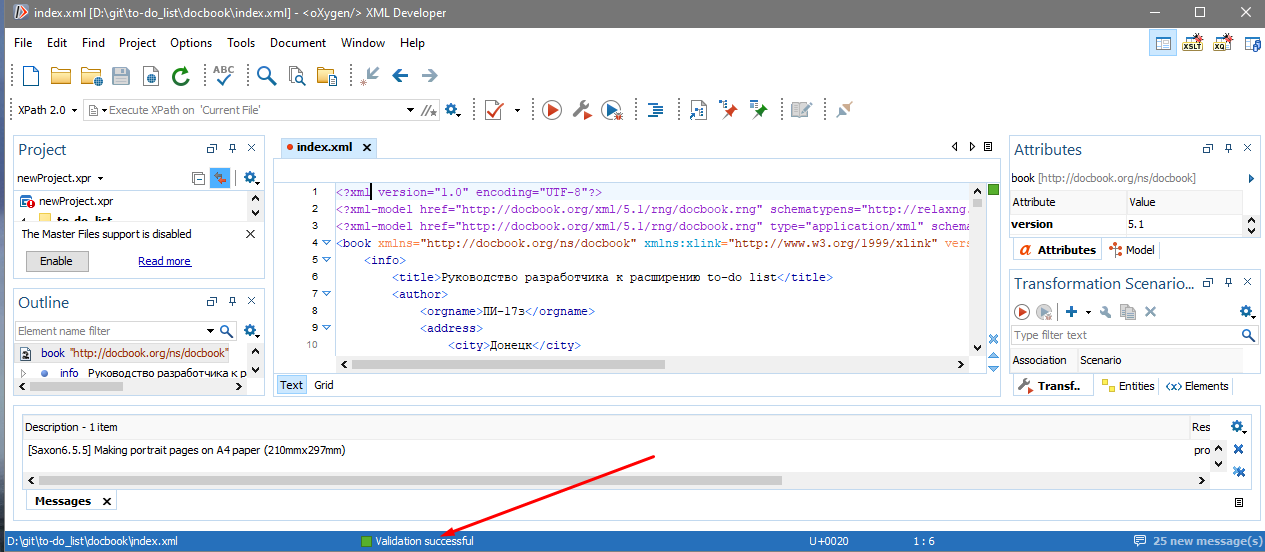 index.xml [D:\git\to-do_list\docbook\index.xml] - <oXygen/> XML Developer
File Edit Find Project Options Tools Document Window Help
XSLT XQ
ABC
XPath 2.0 Execute XPath on 'Current File'
Project
newProject.xpr
newProject.xpr
to-do_list
The Master Files support is disabled
Enable Read more
Outline
Element name filter
book "http://docbook.org/ns/docbook"
info Руководство разработчика к р
index.xml
1 <?xml version="1.0" encoding="UTF-8"?>
2 <?xml-model href="http://docbook.org/xml/5.1/rng/docbook.rng" schematypens="http://relaxng.
3 <?xml-model href="http://docbook.org/xml/5.1/rng/docbook.rng" type="application/xml" schema
4 <book xmlns="http://docbook.org/ns/docbook" xmlns:xlink="http://www.w3.org/1999/xlink" vers
5 <info>
6 <title>Руководство разработчика к расширению to-do list</title>
7 <author>
8 <orgname>ПИ-17з</orgname>
9 <address>
10 <city>Донецк</city>
Text Grid
Attributes
book [http://docbook.org/ns/docbook]
Attribute Value
version 5.1
a Attributes Model
Transformation Scenario...
Type filter text
Association Scenario
Transf.. Entities <x> Elements
Description - 1 item Res
[Saxon6.5.5] Making portrait pages on A4 paper (210mmx297mm) pro
Messages
D:\git\to-do_list\docbook\index.xml Validation successful U+0020 1 : 6 25 new message(s)